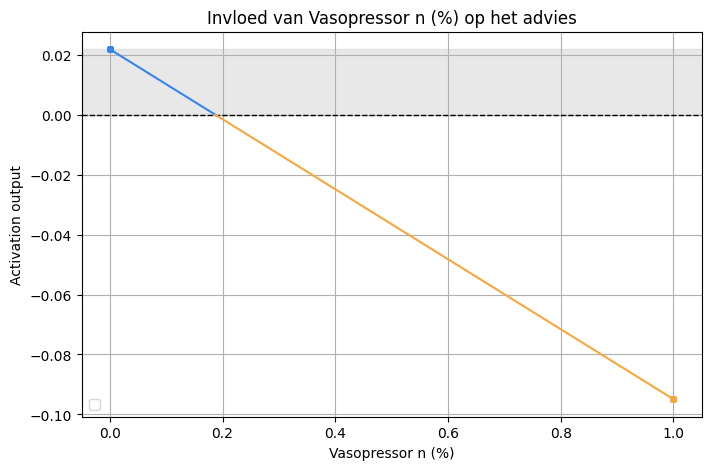 Invloed van Vasopressor n (%) op het advies
Activation output
0.02
0.00
−0.02
−0.04
−0.06
−0.08
−0.10
0.0 0.2 0.4 0.6 0.8 1.0
Vasopressor n (%)